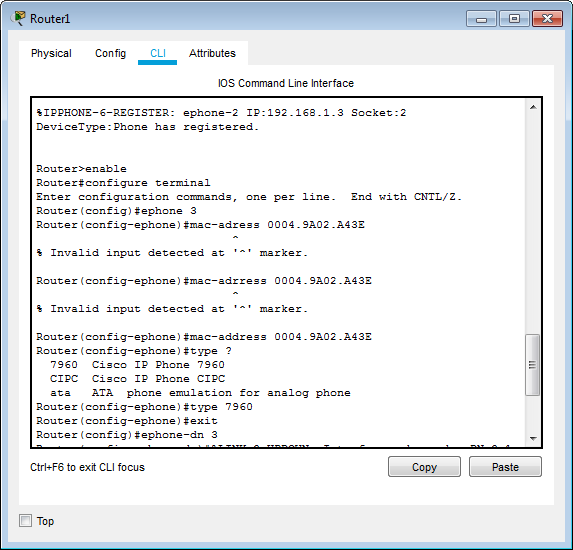 Router1
Physical Config CLI Attributes
IOS Command Line Interface
%IPPHONE-6-REGISTER: ephone-2 IP:192.168.1.3 Socket:2
DeviceType:Phone has registered.
Router>enable
Router#configure terminal
Enter configuration commands, one per line.  End with CNTL/Z.
Router(config)#ephone 3
Router(config-ephone)#mac-adress 0004.9A02.A43E
^
% Invalid input detected at '^' marker.
Router(config-ephone)#mac-adrress 0004.9A02.A43E
^
% Invalid input detected at '^' marker.
Router(config-ephone)#mac-address 0004.9A02.A43E
Router(config-ephone)#type ?
7960  Cisco IP Phone 7960
CIPC  Cisco IP Phone CIPC
ata   ATA  phone emulation for analog phone
Router(config-ephone)#type 7960
Router(config-ephone)#exit
Router(config)#ephone-dn 3
Ctrl+F6 to exit CLI focus
Copy Paste
Top